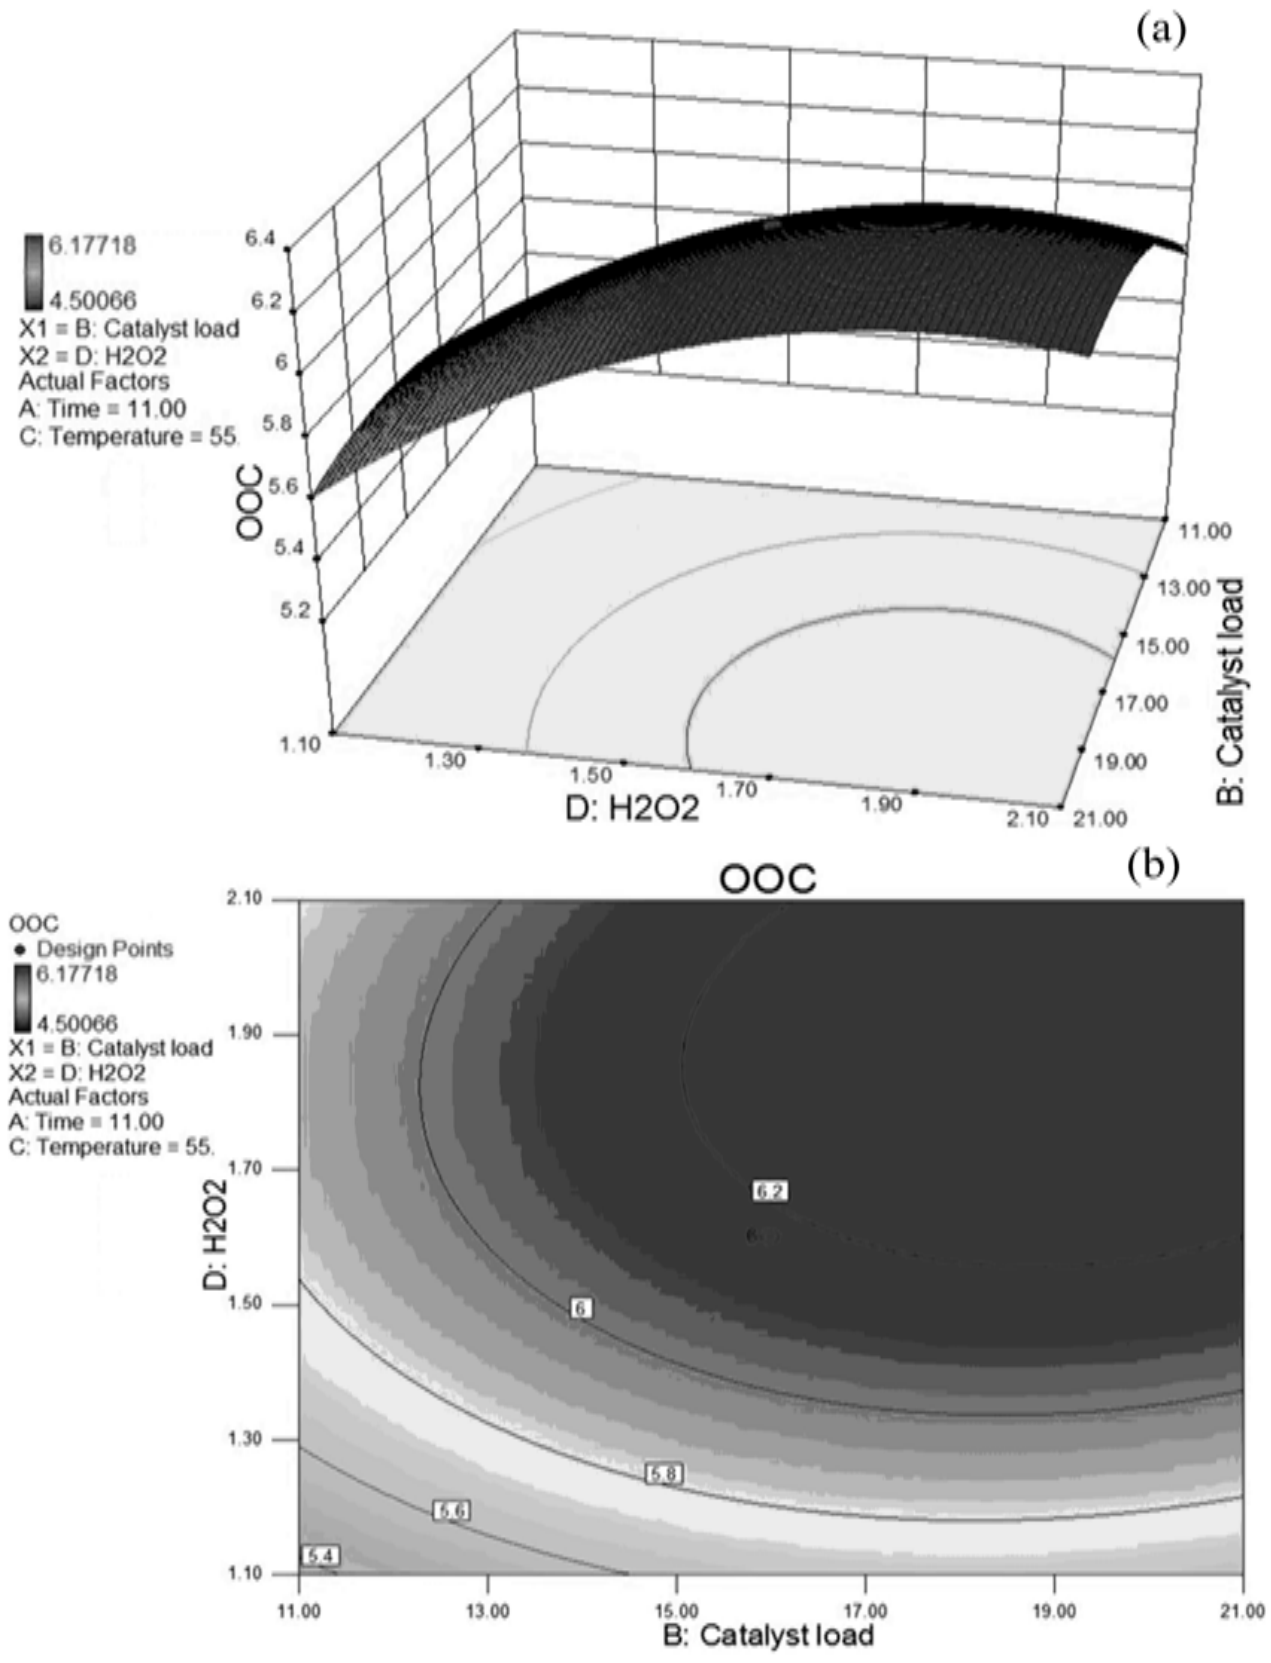 (a)
6.17718
4.50066
X1 = B: Catalyst load
X2 = D: H2O2
Actual Factors
A: Time = 11.00
C: Temperature = 55.
6.4
6.2
6
5.8
5.6
5.4
5.2
OOC
1.10
1.30
1.50
1.70
1.90
2.10
D: H2O2
11.00
13.00
15.00
17.00
19.00
21.00
B: Catalyst load
(b)
OOC
OOC
Design Points
6.17718
4.50066
X1 = B: Catalyst load
X2 = D: H2O2
Actual Factors
A: Time = 11.00
C: Temperature = 55.
2.10
1.90
1.70
1.50
1.30
1.10
D: H2O2
6.2
6
5.8
5.6
5.4
11.00
13.00
15.00
17.00
19.00
21.00
B: Catalyst load